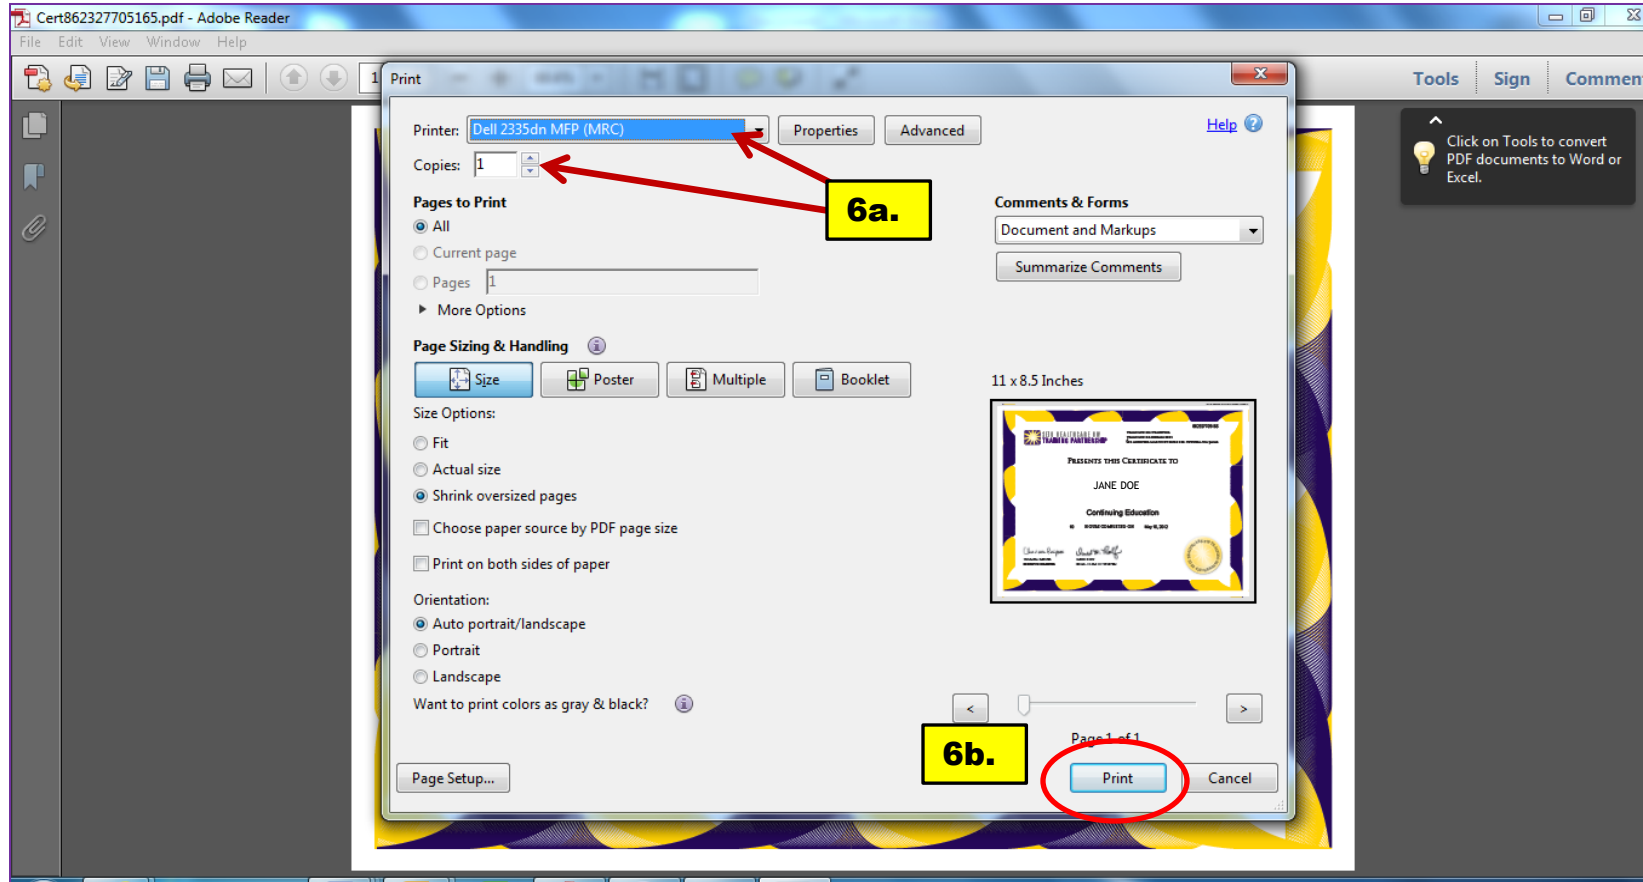 Cert862327705165.pdf - Adobe Reader
File Edit View Window Help
1
Tools Sign Commen
Click on Tools to convert
PDF documents to Word or
Excel.
Print
Printer: Dell 2335dn MFP (MRC) Properties Advanced Help
Copies: 1
6a.
Pages to Print
All
Current page
Pages 1
More Options
Comments & Forms
Document and Markups
Summarize Comments
Page Sizing & Handling
Size Poster Multiple Booklet
Size Options:
Fit
Actual size
Shrink oversized pages
Choose paper source by PDF page size
Print on both sides of paper
Orientation:
Auto portrait/landscape
Portrait
Landscape
Want to print colors as gray & black?
11 x 8.5 Inches
TRAINING PARTNERSHIP
PRESENTS THIS CERTIFICATE TO
JANE DOE
Continuing Education
< >
Page 1 of 1
6b.
Page Setup... Print Cancel